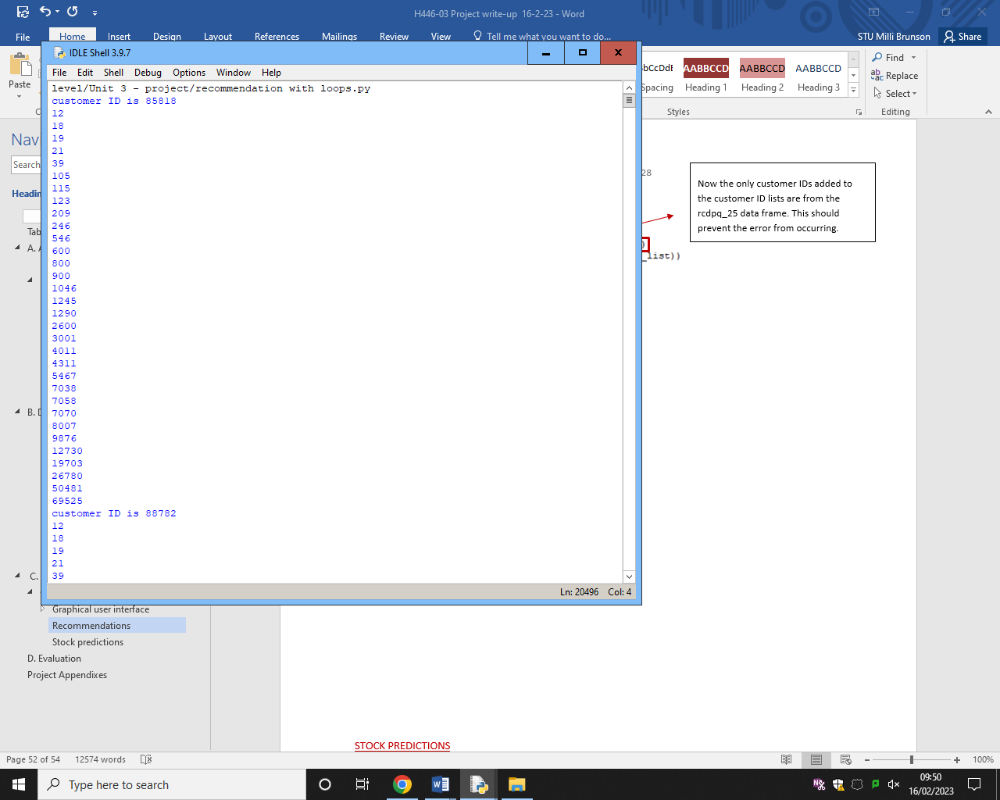 H446-03 Project write-up  16-2-23 - Word
File Home Insert Design Layout References Mailings Review View Tell me what you want to do... STU Milli Brunson Share
IDLE Shell 3.9.7
File Edit Shell Debug Options Window Help
Paste
Spacing
AABBCCD
Heading 1
AABBCCD
Heading 2
AABBCCD
Heading 3
Styles
Find
Replace
Select
Editing
level/Unit 3 - project/recommendation with loops.py
customer ID is 85818
12
18
19
21
39
105
115
123
209
246
546
600
800
900
1046
1245
1290
2600
3001
4011
4311
5467
7038
7058
7070
8007
9876
12730
19703
26780
50481
69525
customer ID is 88782
12
18
19
21
39
Ln: 20496 Col: 4
Navi
Search
Headin
Tab
A. A
B. D
C.
Graphical user interface
Recommendations
Stock predictions
D. Evaluation
Project Appendixes
28
_list))
Now the only customer IDs added to
the customer ID lists are from the
rcdpq_25 data frame. This should
prevent the error from occurring.
STOCK PREDICTIONS
Page 52 of 54 12574 words 100%
Type here to search
09:50
16/02/2023